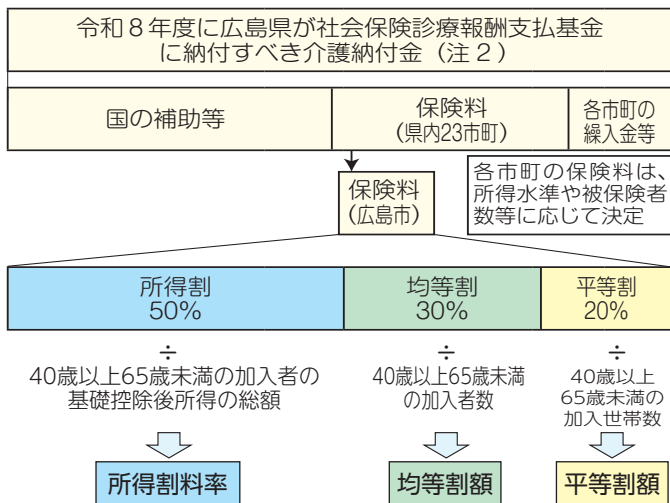 令和８年度に広島県が社会保険診療報酬支払基金
に納付すべき介護納付金（注２）
国の補助等
保険料
(県内23市町)
各市町の
繰入金等
保険料
(広島市)
各市町の保険料は、
所得水準や被保険者
数等に応じて決定
所得割
50%
均等割
30%
平等割
20%
÷
40歳以上65歳未満の加入者の
基礎控除後所得の総額
÷
40歳以上65歳未満
の加入者数
÷
40歳以上
65歳未満の
加入世帯数
所得割料率
均等割額
平等割額